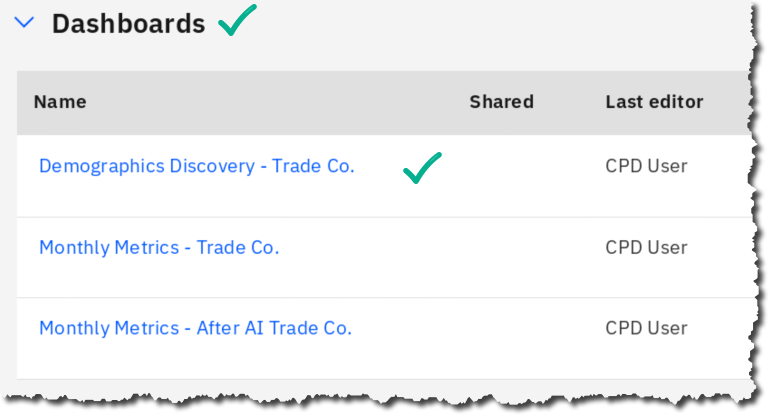 Dashboards
Name Shared Last editor
Demographics Discovery - Trade Co. CPD User
Monthly Metrics - Trade Co. CPD User
Monthly Metrics - After AI Trade Co. CPD User